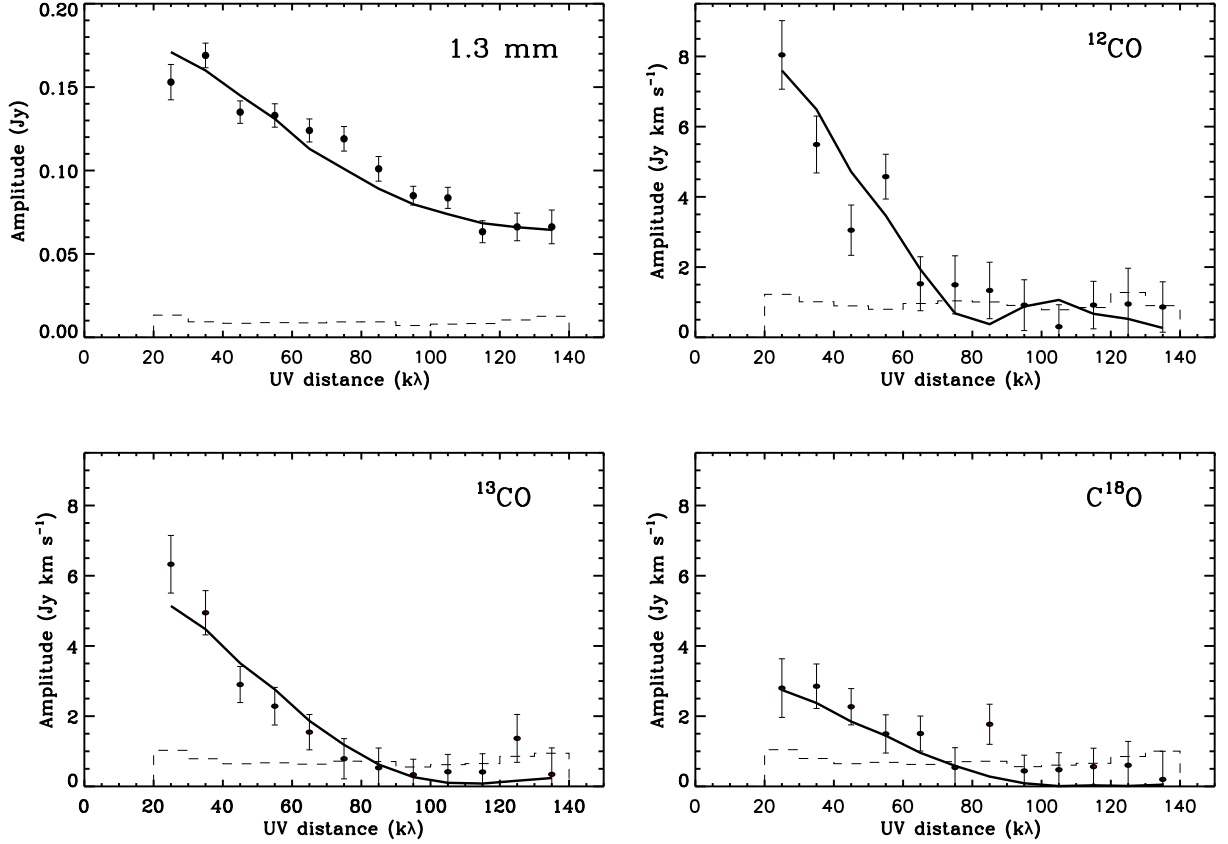 0.20
0.15
0.10
0.05
0.00
Amplitude (Jy)
1.3 mm
0 20 40 60 80 100 120 140
UV distance (kλ)
8
6
4
2
0
Amplitude (Jy km s⁻¹)
¹²CO
0 20 40 60 80 100 120 140
UV distance (kλ)
8
6
4
2
0
Amplitude (Jy km s⁻¹)
¹³CO
0 20 40 60 80 100 120 140
UV distance (kλ)
8
6
4
2
0
Amplitude (Jy km s⁻¹)
C¹⁸O
0 20 40 60 80 100 120 140
UV distance (kλ)